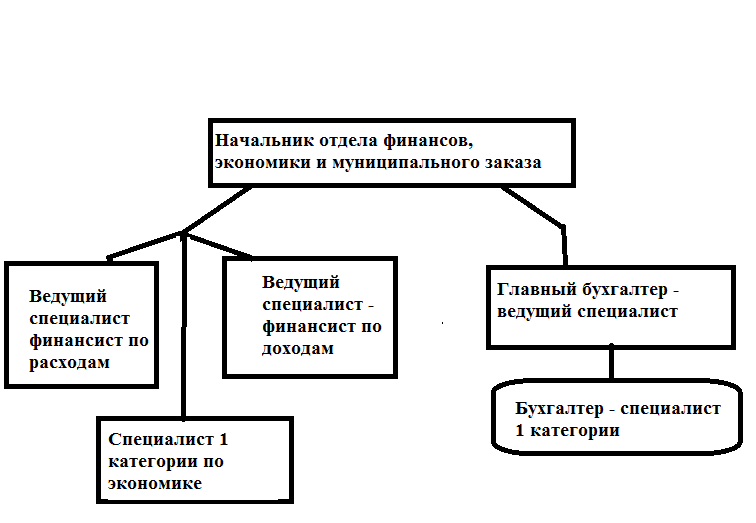 Начальник отдела финансов,
экономики и муниципального заказа
Ведущий
специалист
финансист по
расходам
Ведущий
специалист -
финансист по
доходам
Главный бухгалтер -
ведущий специалист
Специалист 1
категории по
экономике
Бухгалтер - специалист
1 категории